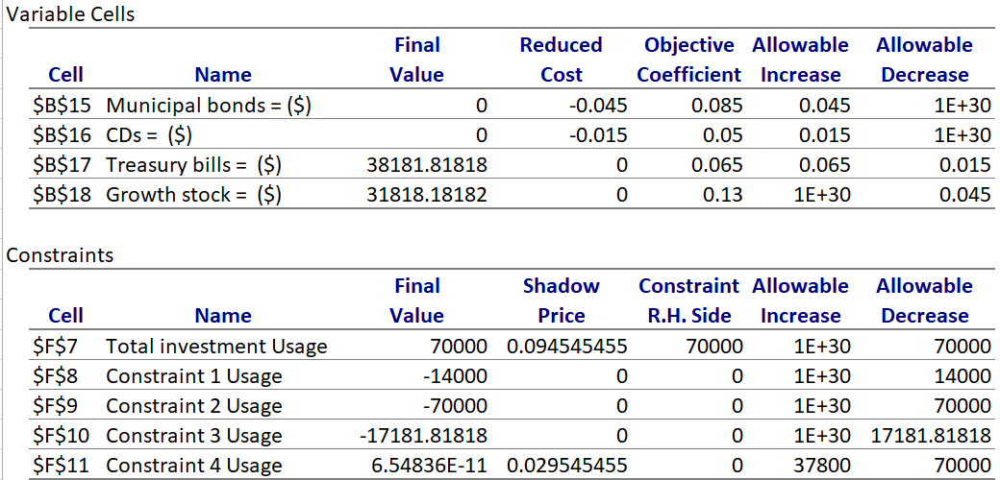 Variable Cells
Final Reduced Objective Allowable Allowable
Cell Name Value Cost Coefficient Increase Decrease
$B$15 Municipal bonds = ($) 0 -0.045 0.085 0.045 1E+30
$B$16 CDs = ($) 0 -0.015 0.05 0.015 1E+30
$B$17 Treasury bills = ($) 38181.81818 0 0.065 0.065 0.015
$B$18 Growth stock = ($) 31818.18182 0 0.13 1E+30 0.045
Constraints
Final Shadow Constraint Allowable Allowable
Cell Name Value Price R.H. Side Increase Decrease
$F$7 Total investment Usage 70000 0.094545455 70000 1E+30 70000
$F$8 Constraint 1 Usage -14000 0 0 1E+30 14000
$F$9 Constraint 2 Usage -70000 0 0 1E+30 70000
$F$10 Constraint 3 Usage -17181.81818 0 0 1E+30 17181.81818
$F$11 Constraint 4 Usage 6.54836E-11 0.029545455 0 37800 70000